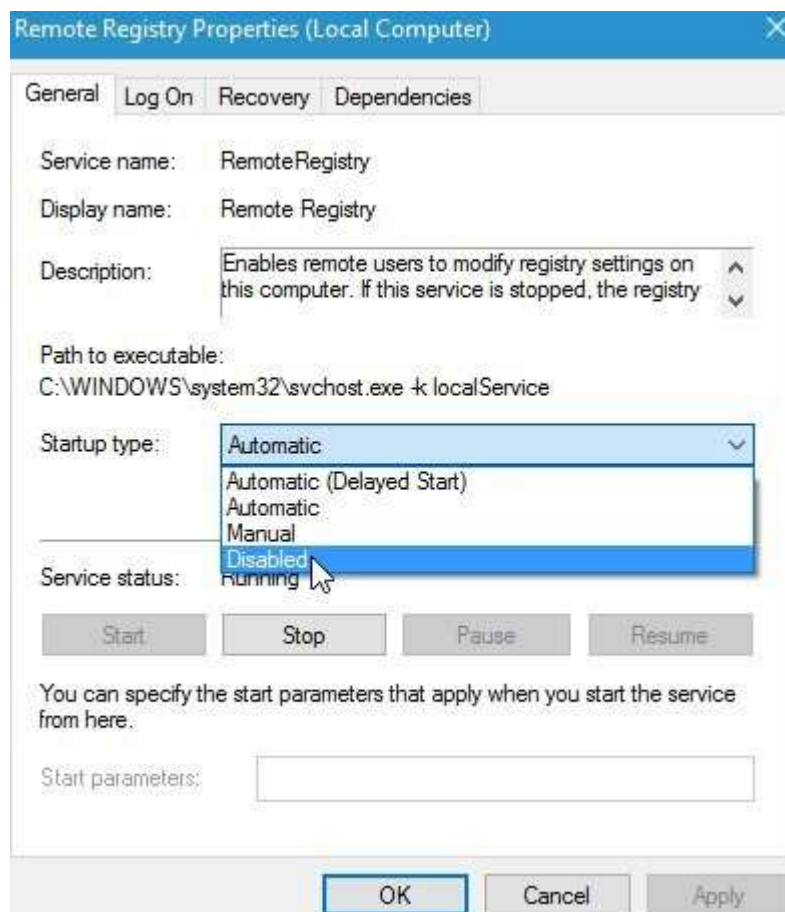 Remote Registry Properties (Local Computer)
General Log On Recovery Dependencies
Service name: RemoteRegistry
Display name: Remote Registry
Description: Enables remote users to modify registry settings on
this computer. If this service is stopped, the registry
Path to executable:
C:\WINDOWS\system32\svchost.exe -k localService
Startup type: Automatic
Automatic (Delayed Start)
Automatic
Manual
Disabled
Service status: Running
Start Stop Pause Resume
You can specify the start parameters that apply when you start the service
from here.
Start parameters:
OK Cancel Apply